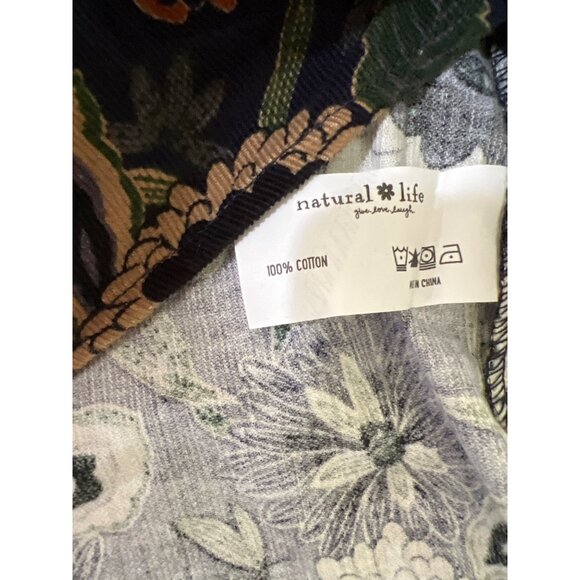 natural life
give. love. laugh.
100% COTTON
IN CHINA